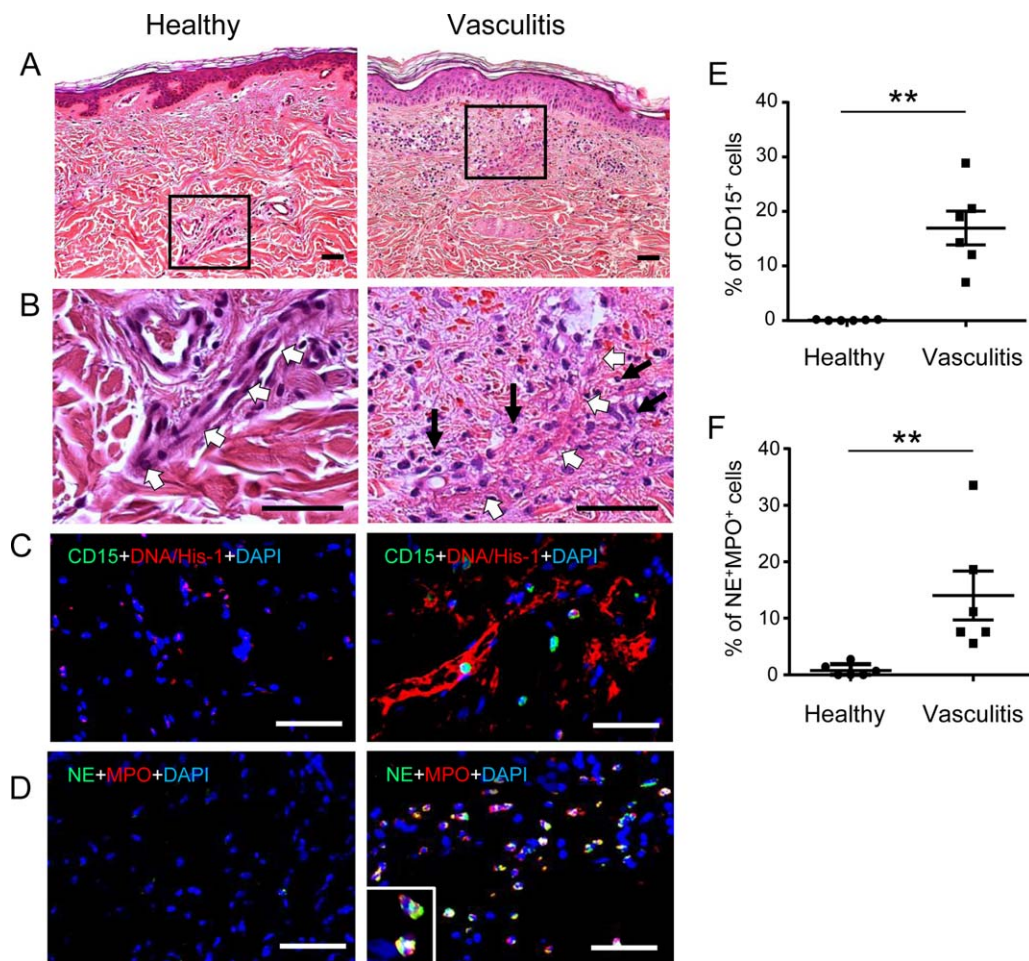 Healthy
Vasculitis
A
B
C
CD15+DNA/His-1+DAPI
CD15+DNA/His-1+DAPI
D
NE+MPO+DAPI
NE+MPO+DAPI
E
**
% of CD15⁺ cells
40
30
20
10
0
Healthy
Vasculitis
F
**
% of NE⁺MPO⁺ cells
40
30
20
10
0
Healthy
Vasculitis